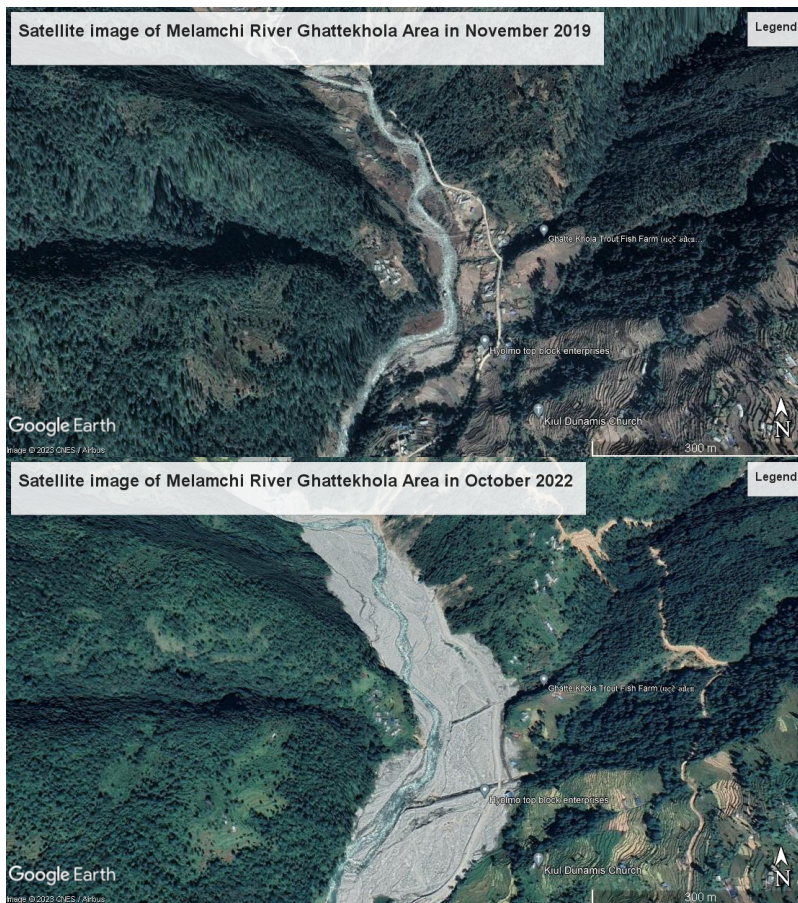 Satellite image of Melamchi River Ghattekhola Area in November 2019
Legend
Ghatte Khola Trout Fish Farm
Hyolmo top block enterprises
Kiul Dunamis Church
Google Earth
N
Image © 2023 CNES / Airbus
300 m
Satellite image of Melamchi River Ghattekhola Area in October 2022
Legend
Ghatte Khola Trout Fish Farm
Hyolmo top block enterprises
Kiul Dunamis Church
Google Earth
N
Image © 2023 CNES / Airbus
300 m